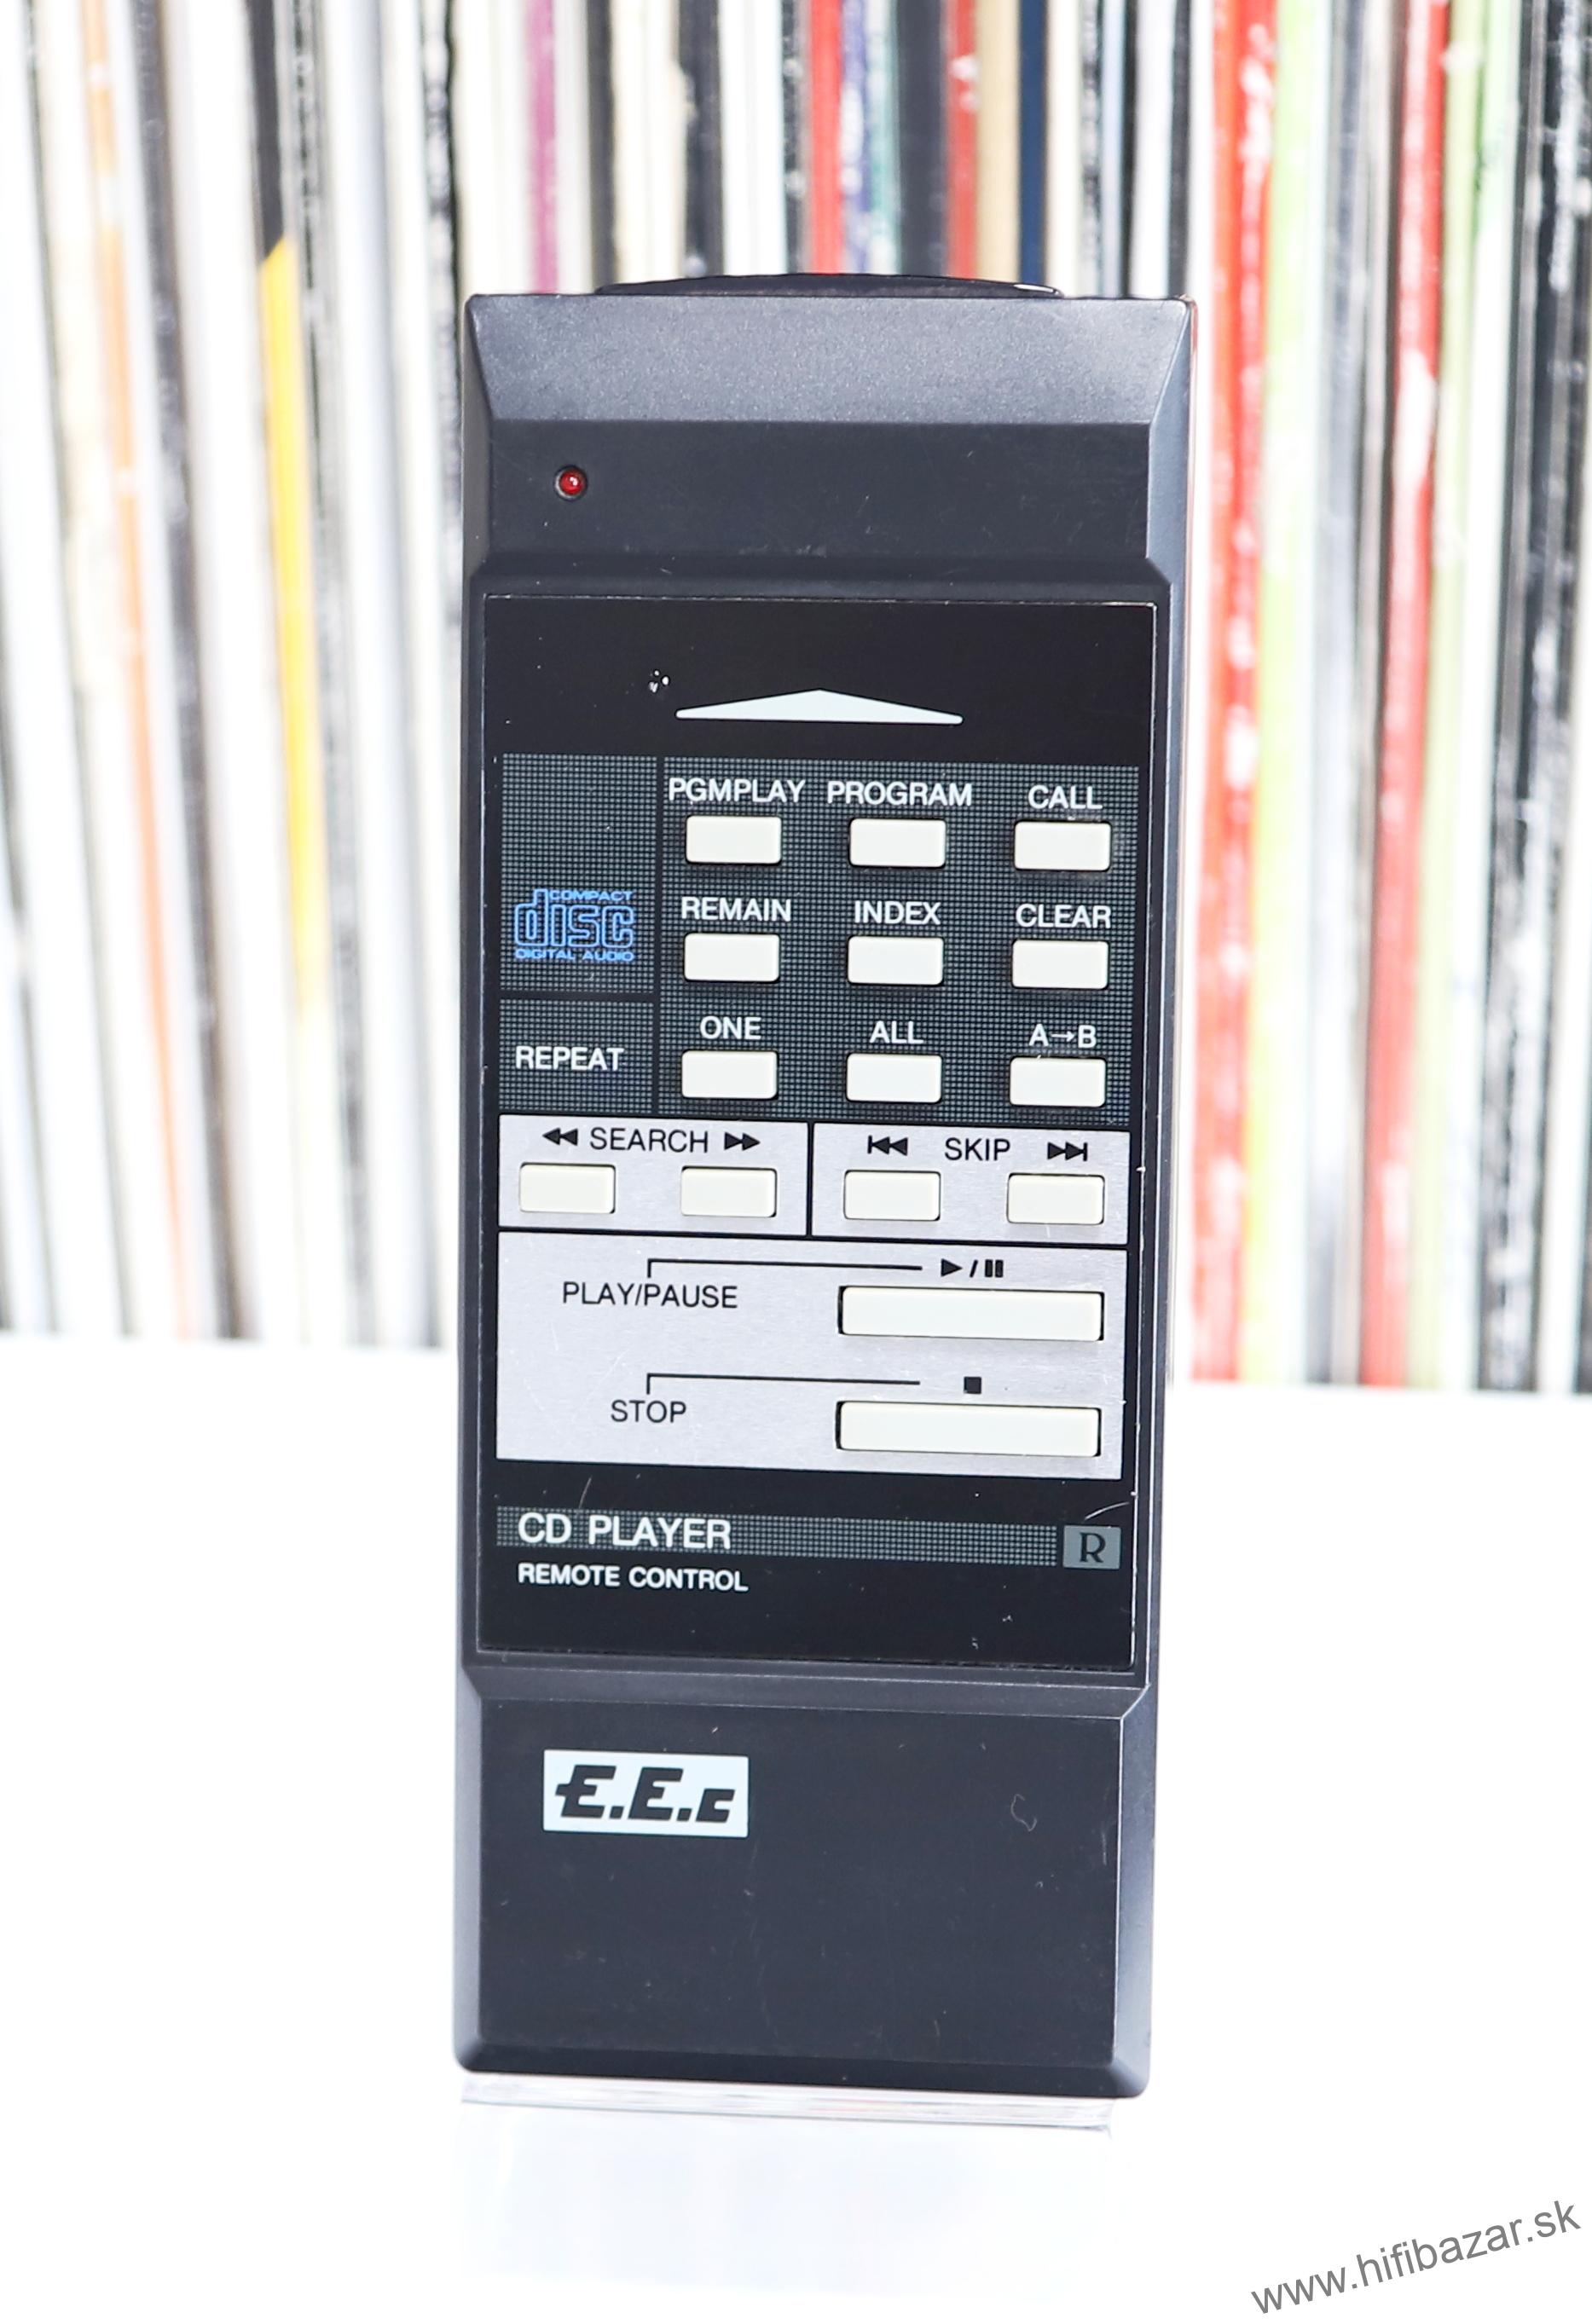 PGMPLAY PROGRAM CALL
COMPACT
disc
DIGITAL AUDIO
REMAIN INDEX CLEAR
REPEAT
ONE ALL A→B
◀◀ SEARCH ▶▶
|◀◀ SKIP ▶▶|
▶/❚❚
PLAY/PAUSE
■
STOP
CD PLAYER R
REMOTE CONTROL
E.E.c
www.hifibazar.sk